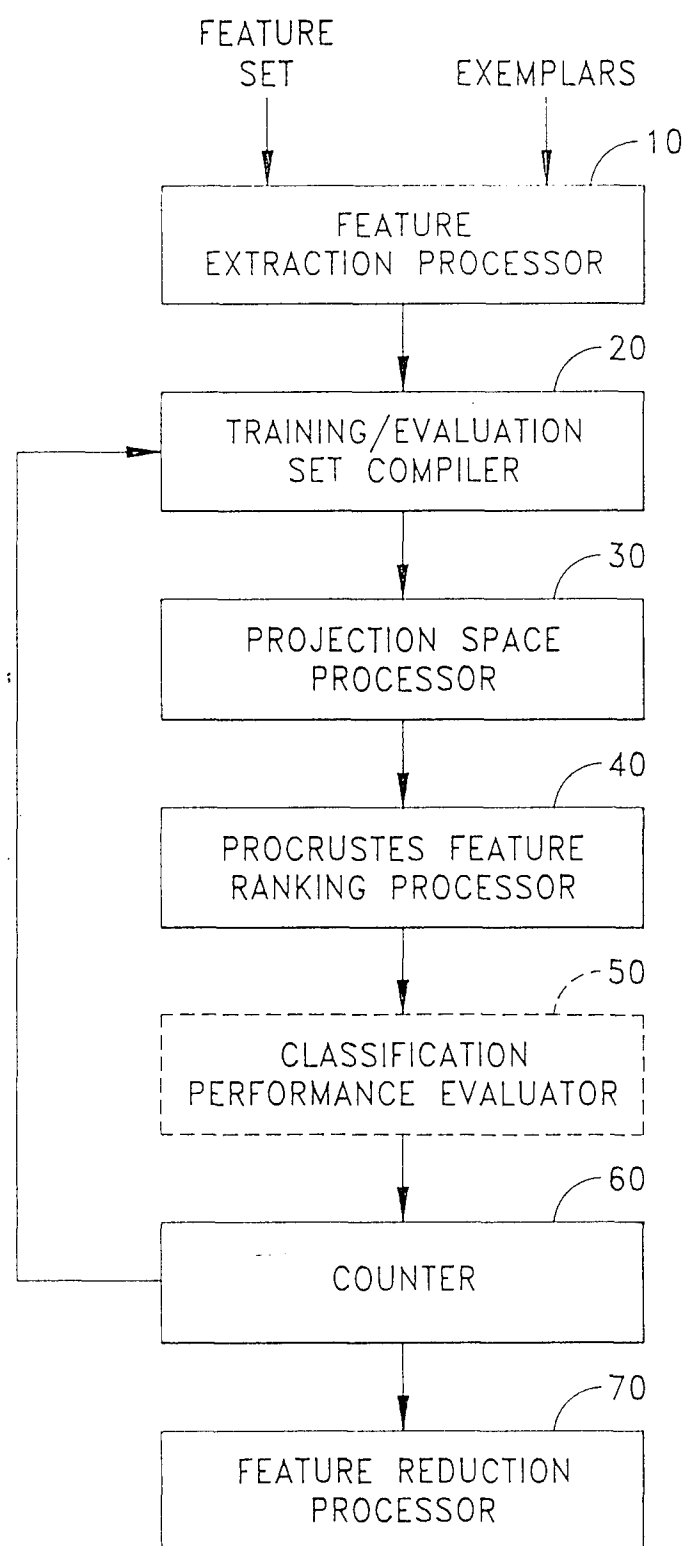 FEATURE
SET
EXEMPLARS
10
FEATURE
EXTRACTION PROCESSOR
20
TRAINING/EVALUATION
SET COMPILER
30
PROJECTION SPACE
PROCESSOR
40
PROCRUSTES FEATURE
RANKING PROCESSOR
50
CLASSIFICATION
PERFORMANCE EVALUATOR
60
COUNTER
70
FEATURE REDUCTION
PROCESSOR